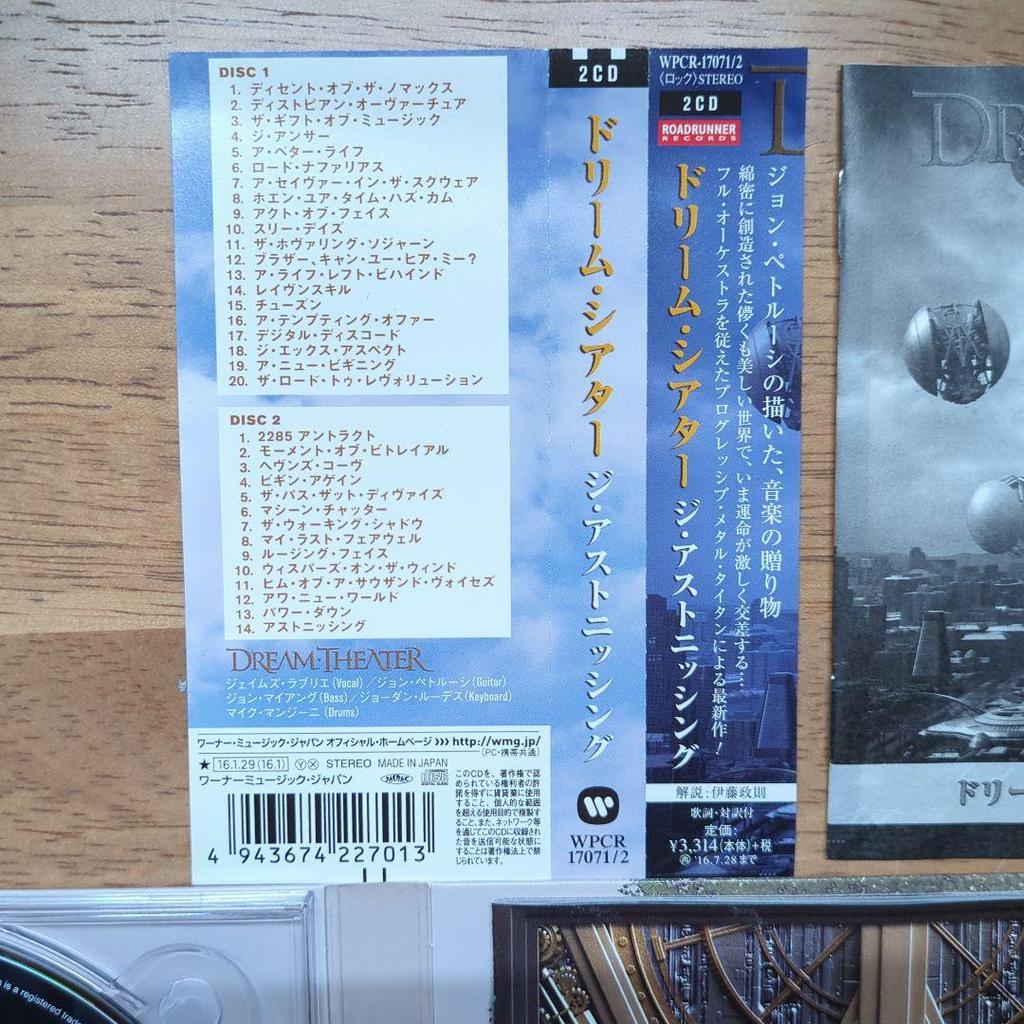 DISC 1
1. ディセント・オブ・ザ・ノマックス
2. ディストピアン・オーヴァーチュア
3. ザ・ギフト・オブ・ミュージック
4. ジ・アンサー
5. ア・ベター・ライフ
6. ロード・ナファリアス
7. ア・セイヴァー・イン・ザ・スクウェア
8. ホエン・ユア・タイム・ハズ・カム
9. アクト・オブ・フェイス
10. スリー・デイズ
11. ザ・ホヴァリング・ソジャーン
12. ブラザー、キャン・ユー・ヒア・ミー?
13. ア・ライフ・レフト・ビハインド
14. レイヴンスキル
15. チューズン
16. ア・テンプティング・オファー
17. デジタル・ディスコード
18. ジ・エックス・アスペクト
19. ア・ニュー・ビギニング
20. ザ・ロード・トゥ・レヴォリューション
DISC 2
1. 2285 アントラクト
2. モーメント・オブ・ビトレイアル
3. ヘヴンズ・コーヴ
4. ビギン・アゲイン
5. ザ・パス・ザット・ディヴァイズ
6. マシーン・チャッター
7. ザ・ウォーキング・シャドウ
8. マイ・ラスト・フェアウェル
9. ルージング・フェイス
10. ウィスパーズ・オン・ザ・ウィンド
11. ヒム・オブ・ア・サウザンド・ヴォイセズ
12. アワ・ニュー・ワールド
13. パワー・ダウン
14. アストニッシング
DREAM THEATER
ジェイムズ・ラブリエ(Vocal)/ジョン・ペトルーシ(Guitar)
ジョン・マイアング(Bass)/ジョーダン・ルーデス(Keyboard)
マイク・マンジーニ(Drums)
ワーナー・ミュージック・ジャパン オフィシャル・ホームページ >>> http://wmg.jp/
(PC・携帯共通)
★ 16.1.29(16.1) Ⓨ Ⓧ STEREO MADE IN JAPAN
ワーナーミュージック・ジャパン
このCDを、著作権で認
められている権利者の許
諾を得ずに賃貸業に使用
すること、個人的な範囲
を超える使用目的で複製す
ること、また、ネットワーク等
を通じてこのCDに収録され
た音を送信可能な状態に
することは著作権法上で禁
じられています。
4 943674 227013
2CD
ドリーム・シアター ジ・アストニッシング
WPCR
17071/2
WPCR-17071/2
〈ロック〉STEREO
2CD
ROADRUNNER
RECORDS
ドリーム・シアター ジ・アストニッシング
ジョン・ペトルーシの描いた、音楽の贈り物
綿密に創造された儚くも美しい世界で、いま運命が激しく交差する…
フル・オーケストラを従えたプログレッシブ・メタル・タイタンによる最新作!
解説:伊藤政則
歌詞・対訳付
定価:
¥3,314(本体)+税
再 '16.7.28まで
DR
ドリー
is a registered trad